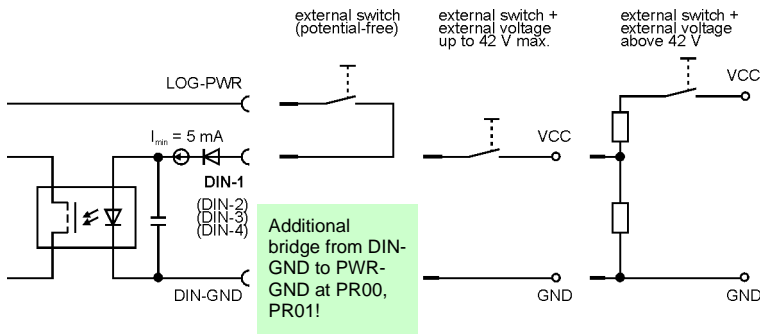 external switch
(potential-free)
external switch +
external voltage
up to 42 V max.
external switch +
external voltage
above 42 V
LOG-PWR
VCC
I min = 5 mA
VCC
DIN-1
(DIN-2)
(DIN-3)
(DIN-4)
Additional
bridge from DIN-
GND to PWR-
GND at PR00,
PR01!
DIN-GND
GND
GND